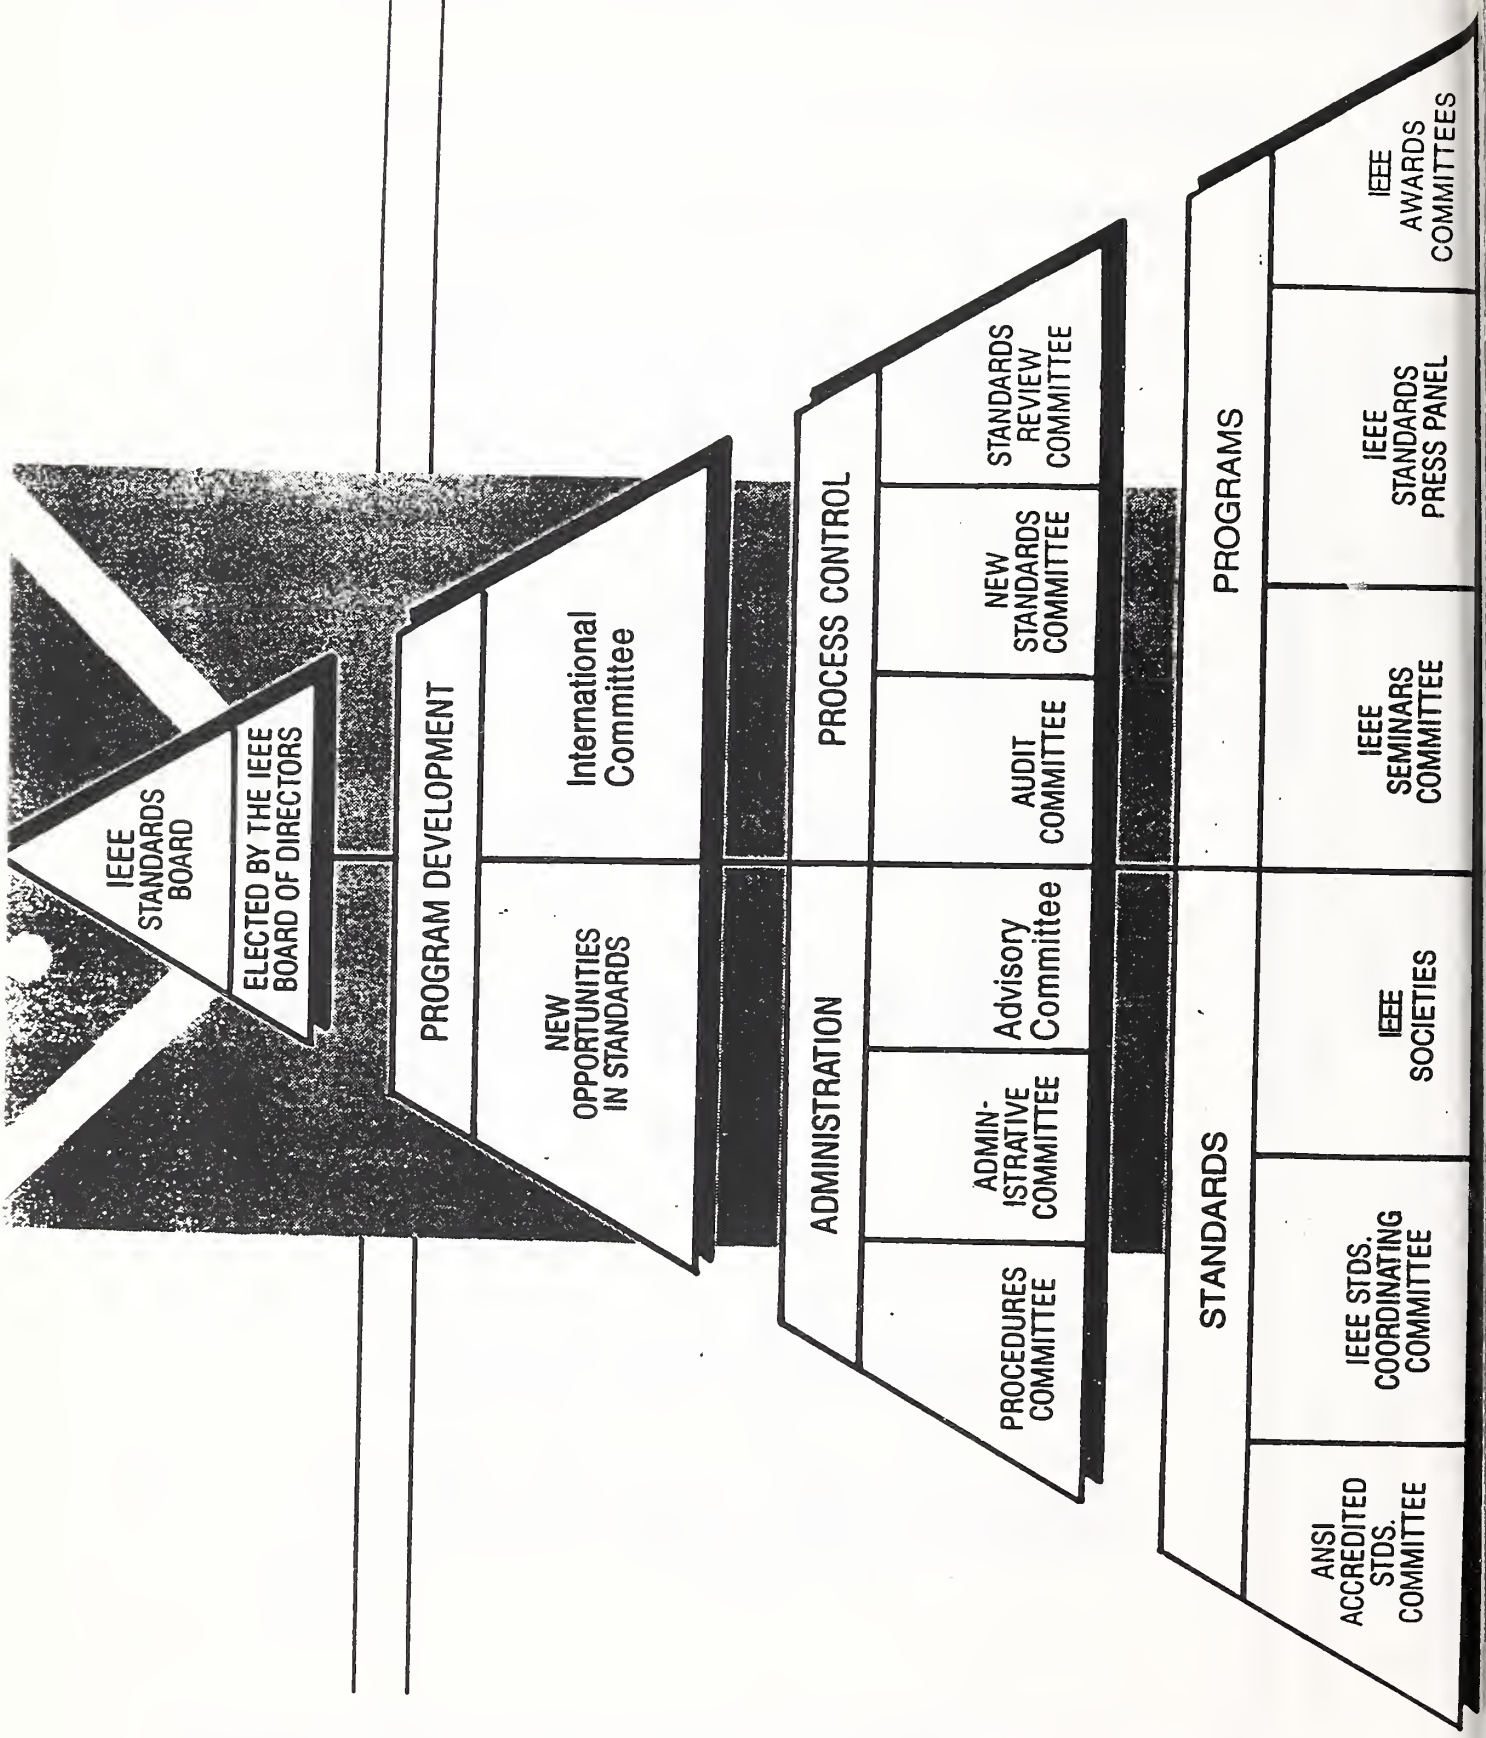 IEEE
STANDARDS
BOARD
ELECTED BY THE IEEE
BOARD OF DIRECTORS
PROGRAM DEVELOPMENT
NEW
OPPORTUNITIES
IN STANDARDS
International
Committee
ADMINISTRATION
PROCESS CONTROL
PROCEDURES
COMMITTEE
ADMIN-
ISTRATIVE
COMMITTEE
Advisory
Committee
AUDIT
COMMITTEE
NEW
STANDARDS
COMMITTEE
STANDARDS
REVIEW
COMMITTEE
STANDARDS
PROGRAMS
ANSI
ACCREDITED
STDS.
COMMITTEE
IEEE STDS.
COORDINATING
COMMITTEE
IEEE
SOCIETIES
IEEE
SEMINARS
COMMITTEE
IEEE
STANDARDS
PRESS PANEL
IEEE
AWARDS
COMMITTEES